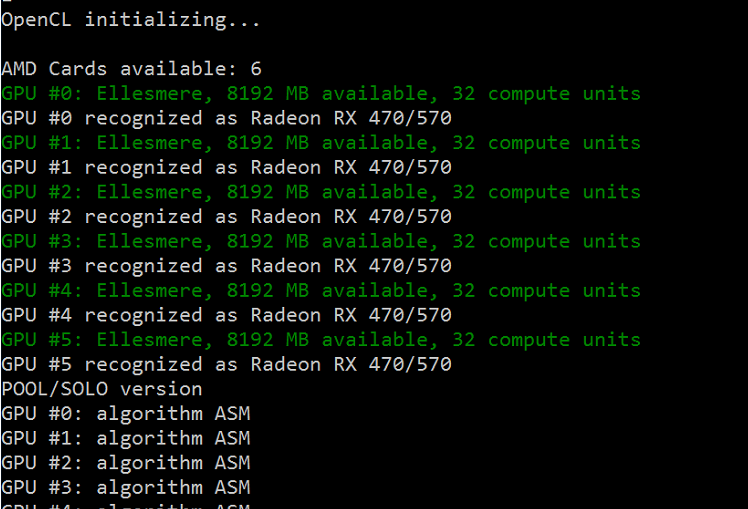 OpenCL initializing...
AMD Cards available: 6
GPU #0: Ellesmere, 8192 MB available, 32 compute units
GPU #0 recognized as Radeon RX 470/570
GPU #1: Ellesmere, 8192 MB available, 32 compute units
GPU #1 recognized as Radeon RX 470/570
GPU #2: Ellesmere, 8192 MB available, 32 compute units
GPU #2 recognized as Radeon RX 470/570
GPU #3: Ellesmere, 8192 MB available, 32 compute units
GPU #3 recognized as Radeon RX 470/570
GPU #4: Ellesmere, 8192 MB available, 32 compute units
GPU #4 recognized as Radeon RX 470/570
GPU #5: Ellesmere, 8192 MB available, 32 compute units
GPU #5 recognized as Radeon RX 470/570
POOL/SOLO version
GPU #0: algorithm ASM
GPU #1: algorithm ASM
GPU #2: algorithm ASM
GPU #3: algorithm ASM
GPU #4: algorithm ASM